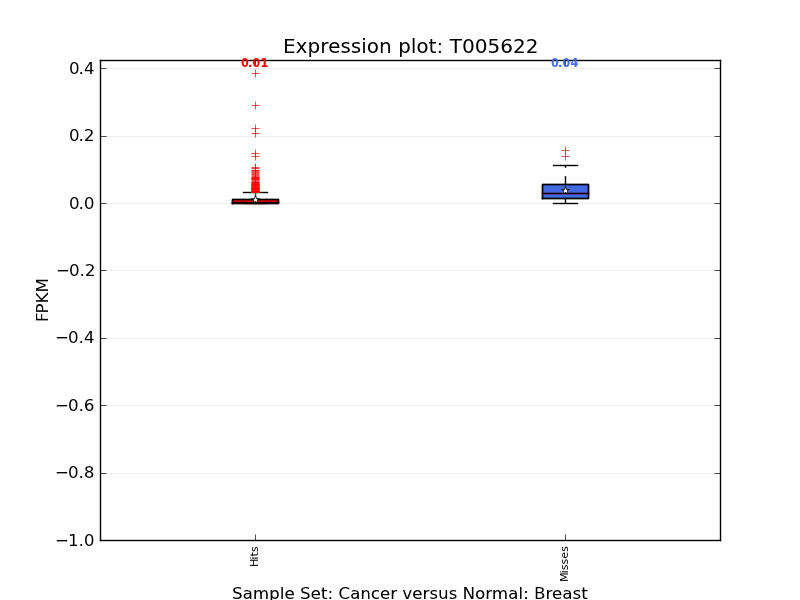 Expression plot: T005622
0.01
0.04
0.4
0.2
0.0
−0.2
−0.4
−0.6
−0.8
−1.0
FPKM
Hits
Misses
Sample Set: Cancer versus Normal: Breast